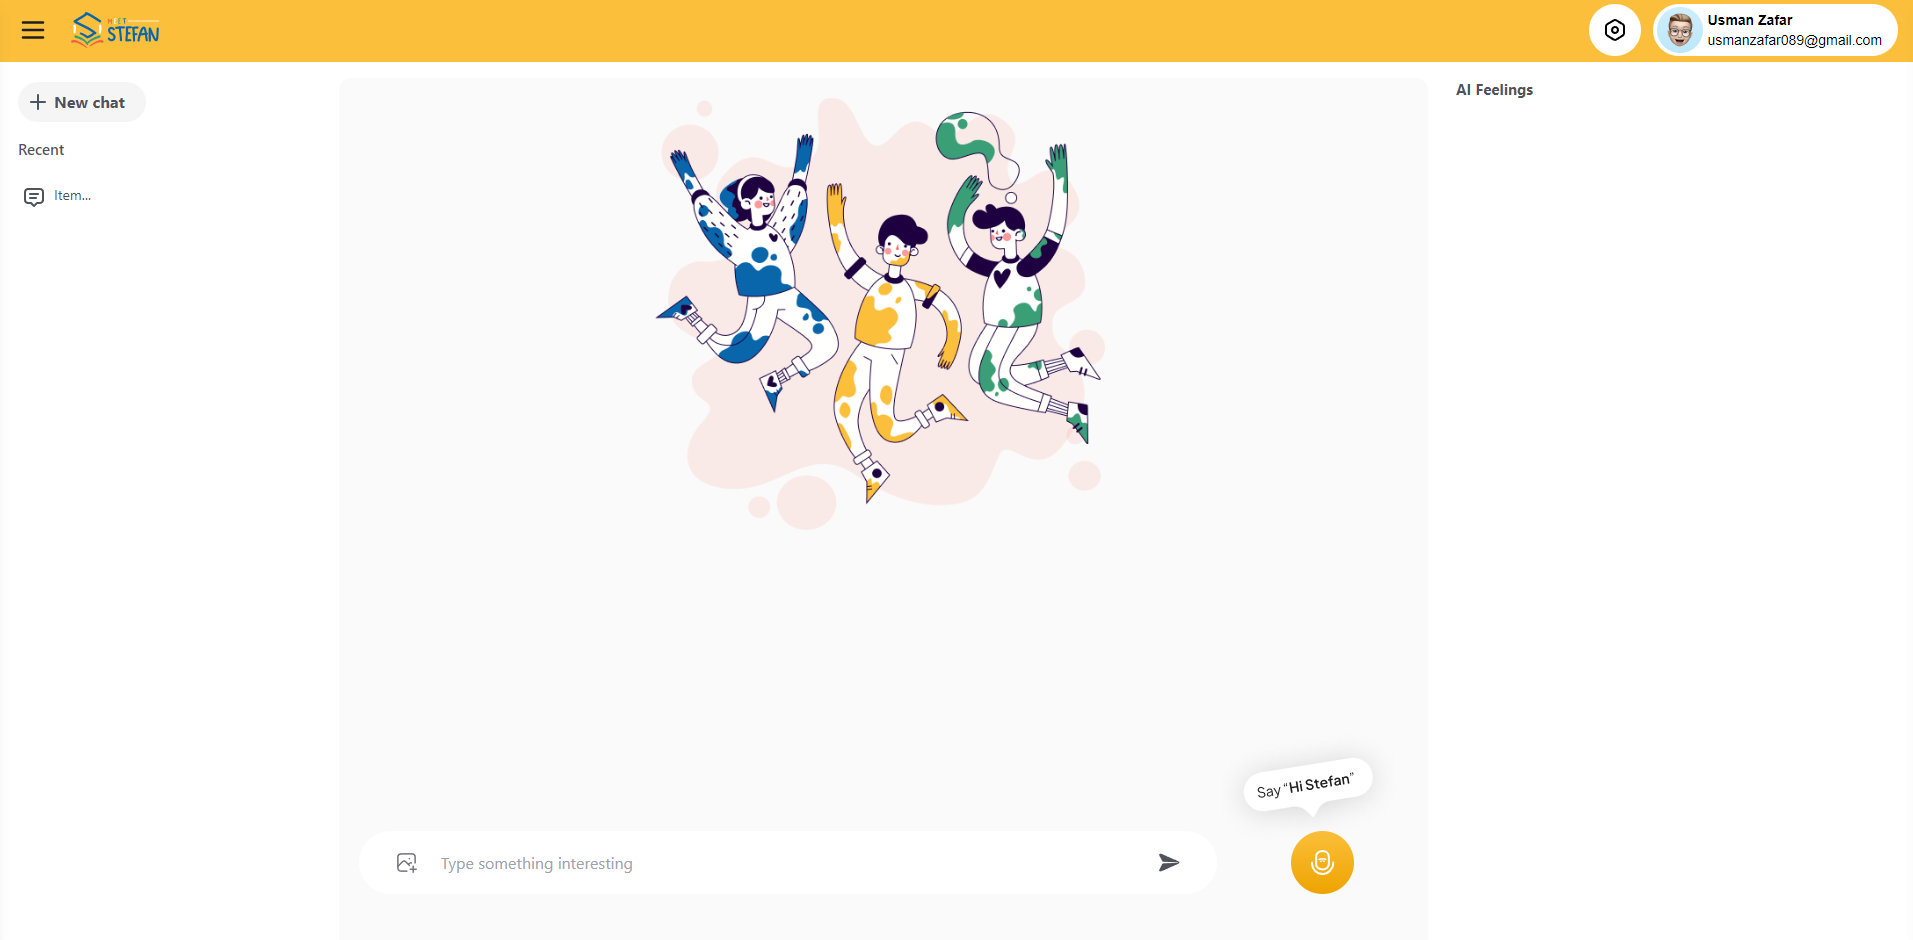 MEET
STEFAN
Usman Zafar
usmanzafar089@gmail.com
New chat
Recent
Item...
AI Feelings
Say “Hi Stefan”
Type something interesting